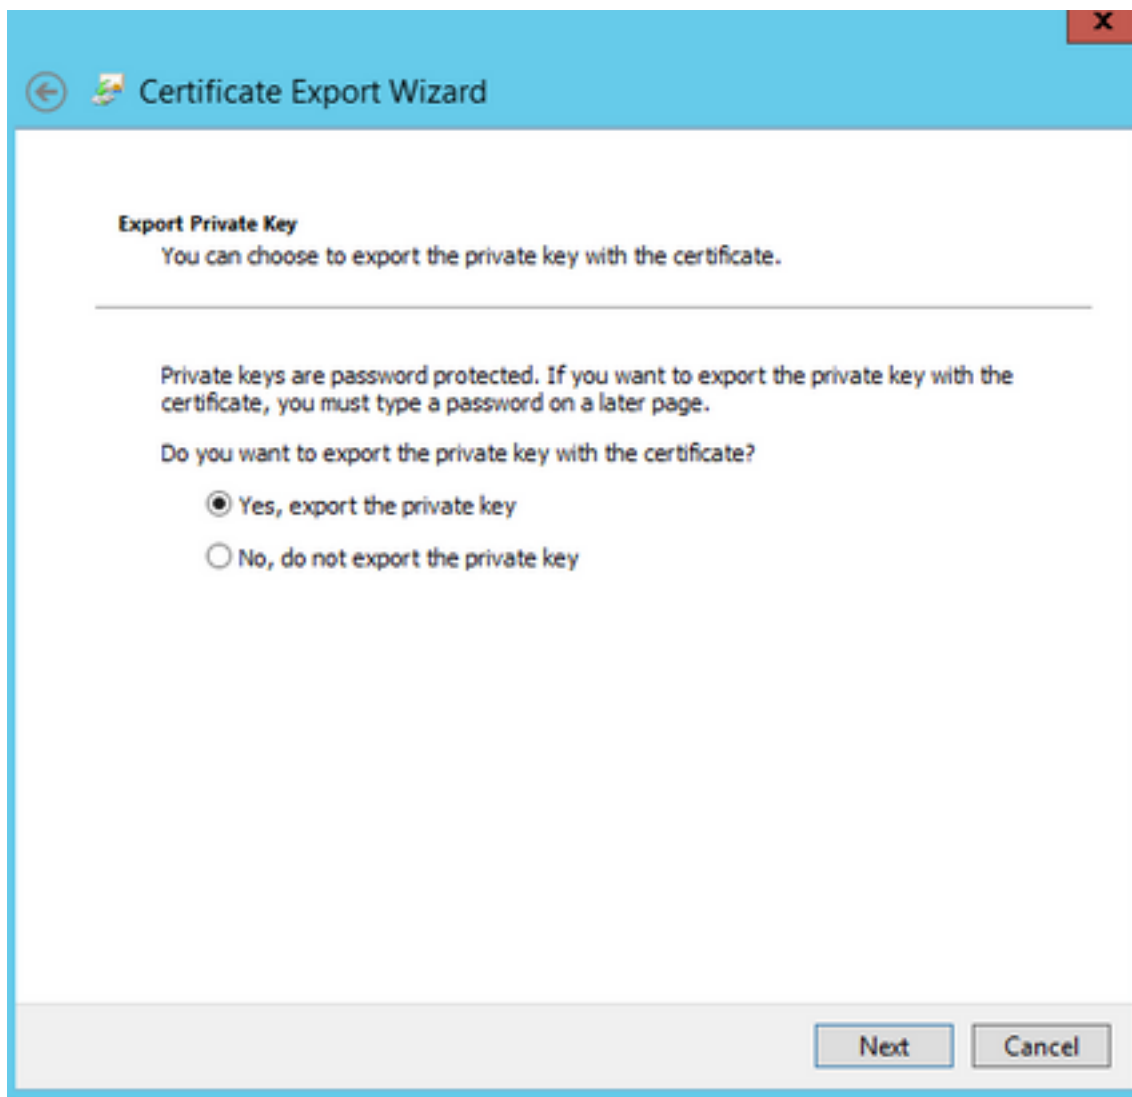 x
Certificate Export Wizard
Export Private Key
You can choose to export the private key with the certificate.
Private keys are password protected. If you want to export the private key with the
certificate, you must type a password on a later page.
Do you want to export the private key with the certificate?
Yes, export the private key
No, do not export the private key
Next Cancel